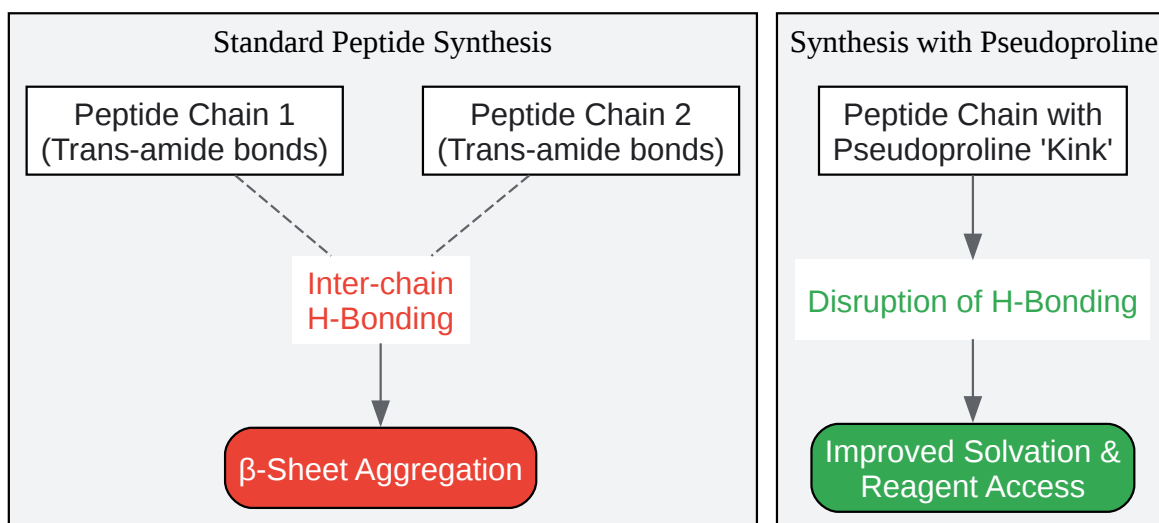 Standard Peptide Synthesis
Peptide Chain 1
(Trans-amide bonds)
Peptide Chain 2
(Trans-amide bonds)
Inter-chain
H-Bonding
β-Sheet Aggregation
Synthesis with Pseudoproline
Peptide Chain with
Pseudoproline 'Kink'
Disruption of H-Bonding
Improved Solvation &
Reagent Access